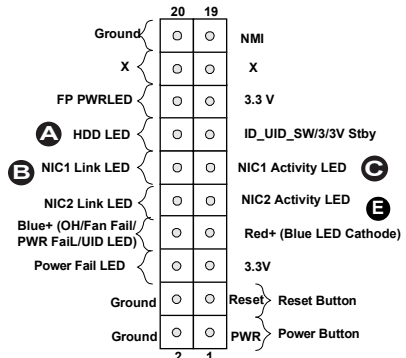 20 19
Ground NMI
X X
FP PWRLED 3.3 V
A HDD LED ID_UID_SW/3/3V Stby
B NIC1 Link LED NIC1 Activity LED C
NIC2 Link LED NIC2 Activity LED E
Blue+ (OH/Fan Fail/
PWR FaiL/UID LED) Red+ (Blue LED Cathode)
Power Fail LED 3.3V
Ground Reset Reset Button
Ground PWR Power Button
2 1